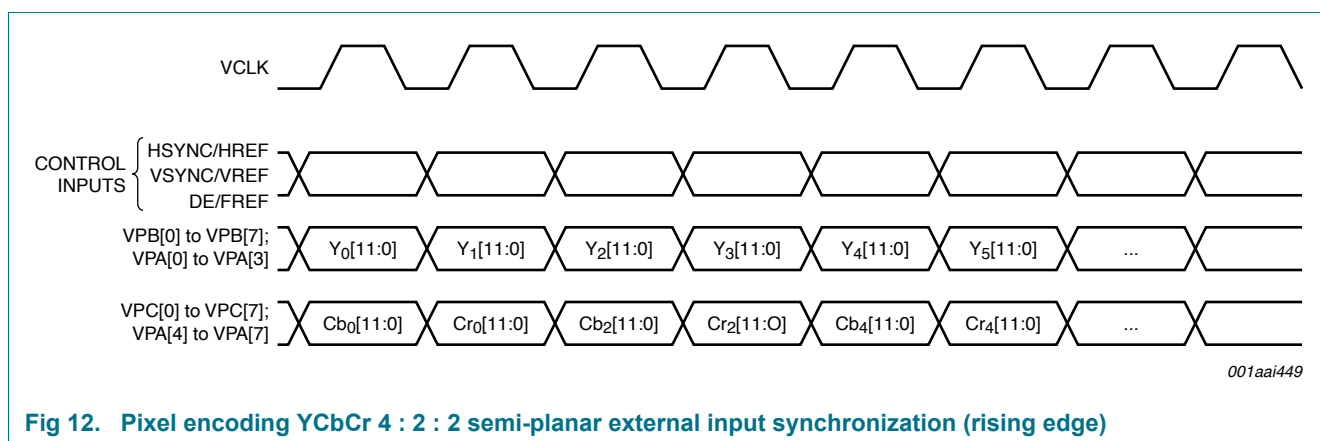 VCLK
CONTROL INPUTS
HSYNC/HREF
VSYNC/VREF
DE/FREF
VPB[0] to VPB[7];
VPA[0] to VPA[3]
Y0[11:0] Y1[11:0] Y2[11:0] Y3[11:0] Y4[11:0] Y5[11:0] ...
VPC[0] to VPC[7];
VPA[4] to VPA[7]
Cb0[11:0] Cr0[11:0] Cb2[11:0] Cr2[11:O] Cb4[11:0] Cr4[11:0] ...
001aai449
Fig 12. Pixel encoding YCbCr 4 : 2 : 2 semi-planar external input synchronization (rising edge)